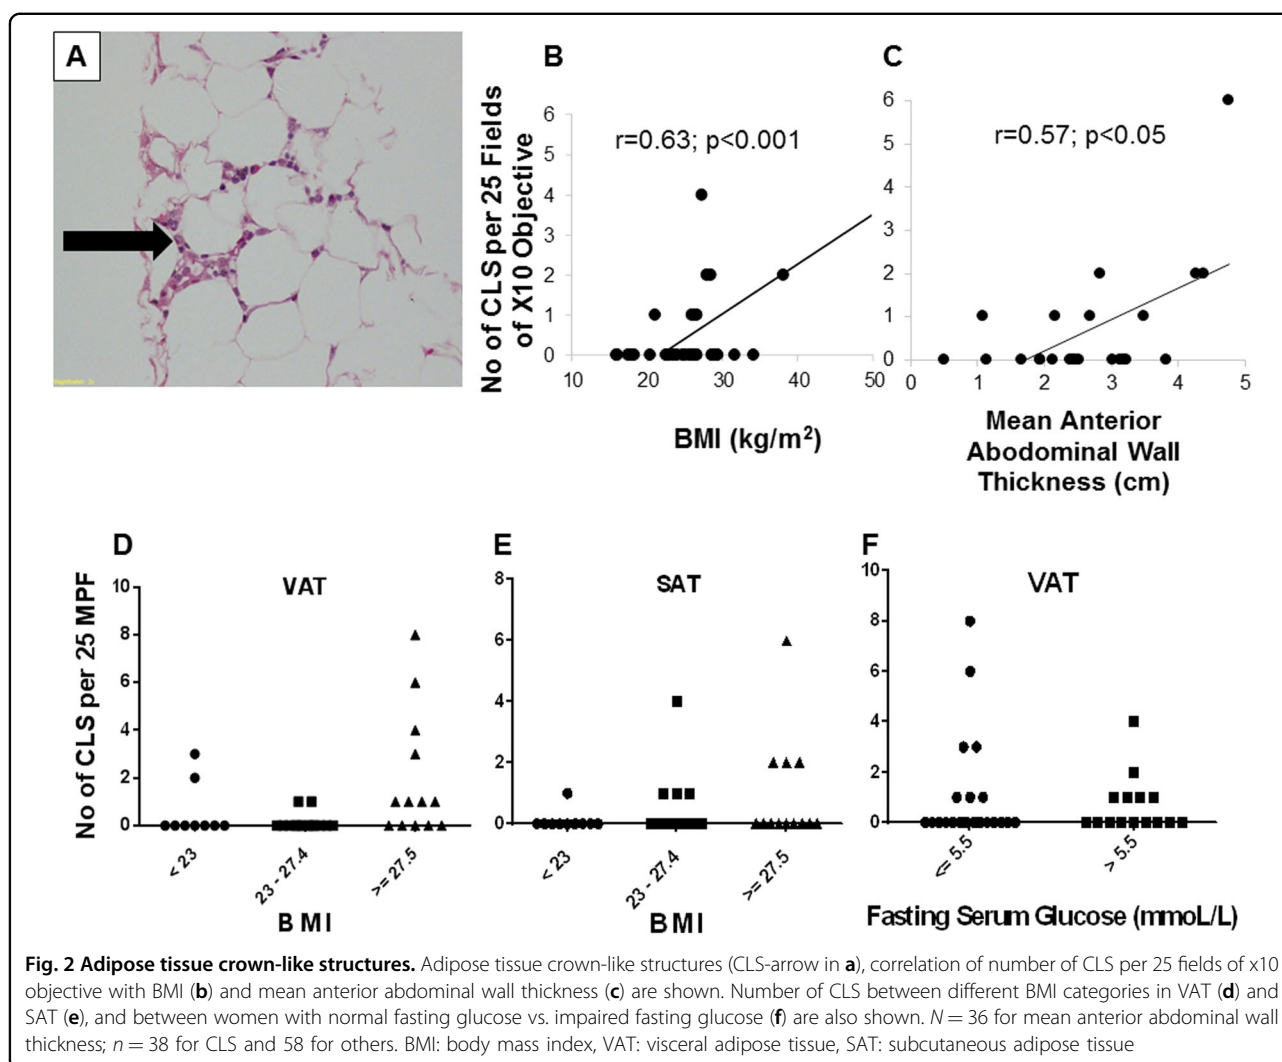 A
B
C
No of CLS per 25 Fields
of X10 Objective
6
5
4
3
2
1
0
r=0.63; p<0.001
10 20 30 40 50
BMI (kg/m²)
6
5
4
3
2
1
0
r=0.57; p<0.05
0 1 2 3 4 5
Mean Anterior
Abodominal Wall
Thickness (cm)
D
E
F
No of CLS per 25 MPF
VAT
10
8
6
4
2
0
< 23
23 - 27.4
>= 27.5
BMI
SAT
8
6
4
2
0
< 23
23 - 27.4
>= 27.5
BMI
VAT
10
8
6
4
2
0
<= 5.5
> 5.5
Fasting Serum Glucose (mmoL/L)
Fig. 2 Adipose tissue crown-like structures. Adipose tissue crown-like structures (CLS-arrow in a), correlation of number of CLS per 25 fields of x10
objective with BMI (b) and mean anterior abdominal wall thickness (c) are shown. Number of CLS between different BMI categories in VAT (d) and
SAT (e), and between women with normal fasting glucose vs. impaired fasting glucose (f) are also shown. N = 36 for mean anterior abdominal wall
thickness; n = 38 for CLS and 58 for others. BMI: body mass index, VAT: visceral adipose tissue, SAT: subcutaneous adipose tissue